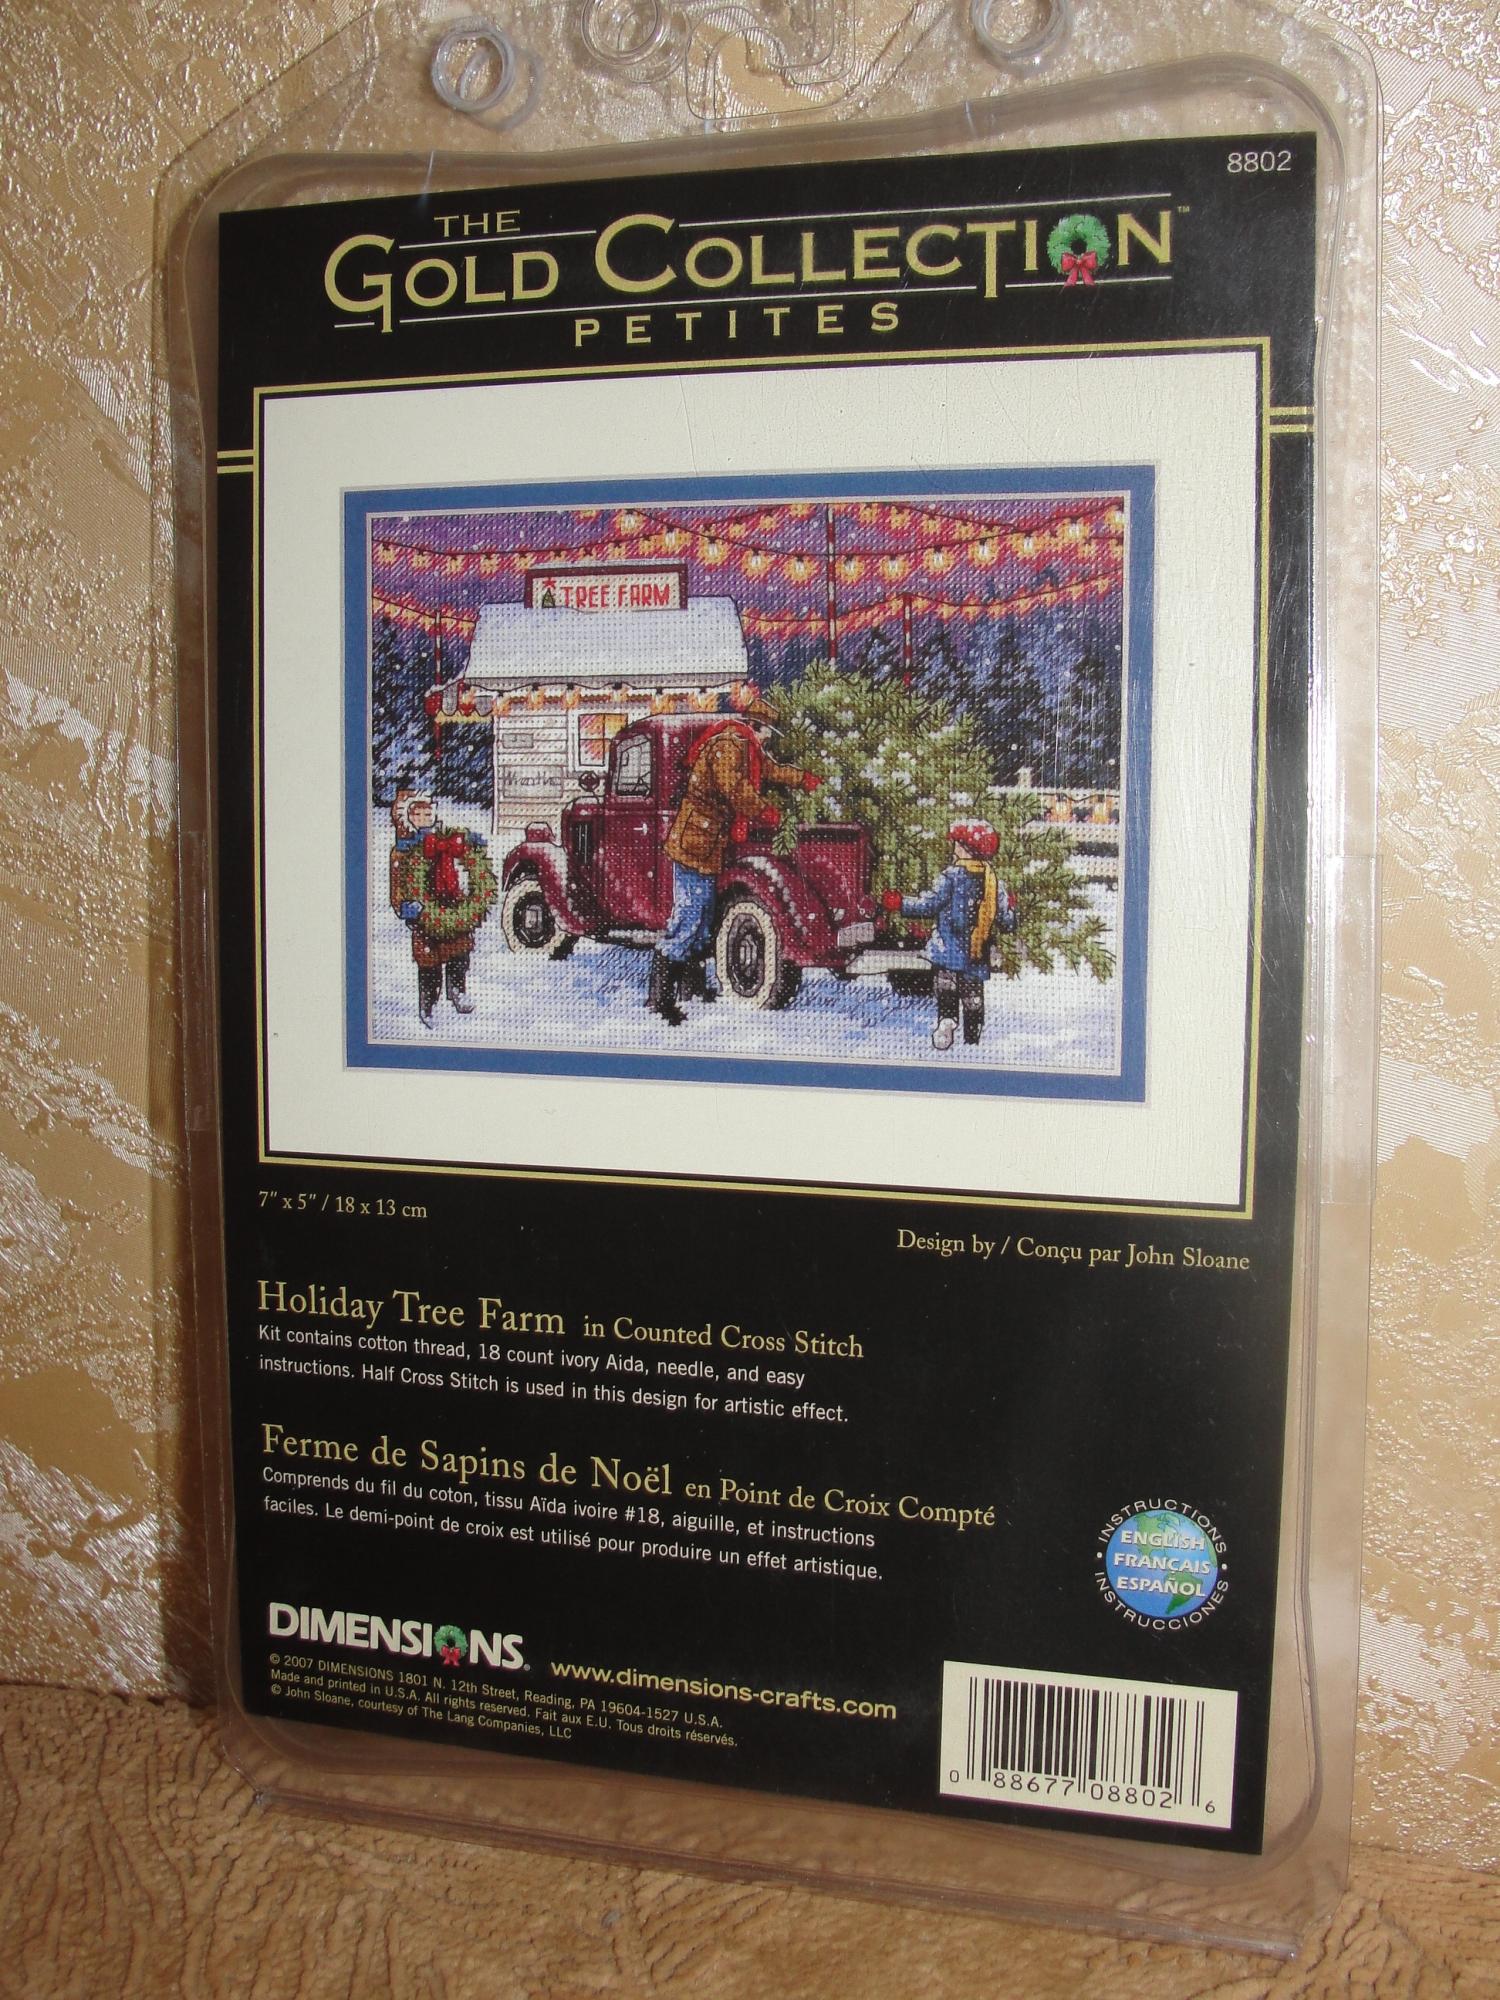 8802
THE
GOLD COLLECTION™
PETITES
TREE FARM
7" x 5" / 18 x 13 cm
Design by / Conçu par John Sloane
Holiday Tree Farm in Counted Cross Stitch
Kit contains cotton thread, 18 count ivory Aida, needle, and easy
instructions. Half Cross Stitch is used in this design for artistic effect.
Ferme de Sapins de Noël en Point de Croix Compté
Comprends du fil du coton, tissu Aïda ivoire #18, aiguille, et instructions
faciles. Le demi-point de croix est utilisé pour produire un effet artistique.
INSTRUCTIONS
ENGLISH
FRANÇAIS
ESPAÑOL
INSTRUCCIONES
DIMENSIONS®
www.dimensions-crafts.com
© 2007 DIMENSIONS 1801 N. 12th Street, Reading, PA 19604-1527 U.S.A.
Made and printed in U.S.A. All rights reserved. Fait aux E.U. Tous droits réservés.
© John Sloane, courtesy of The Lang Companies, LLC
0 88677 08802 6